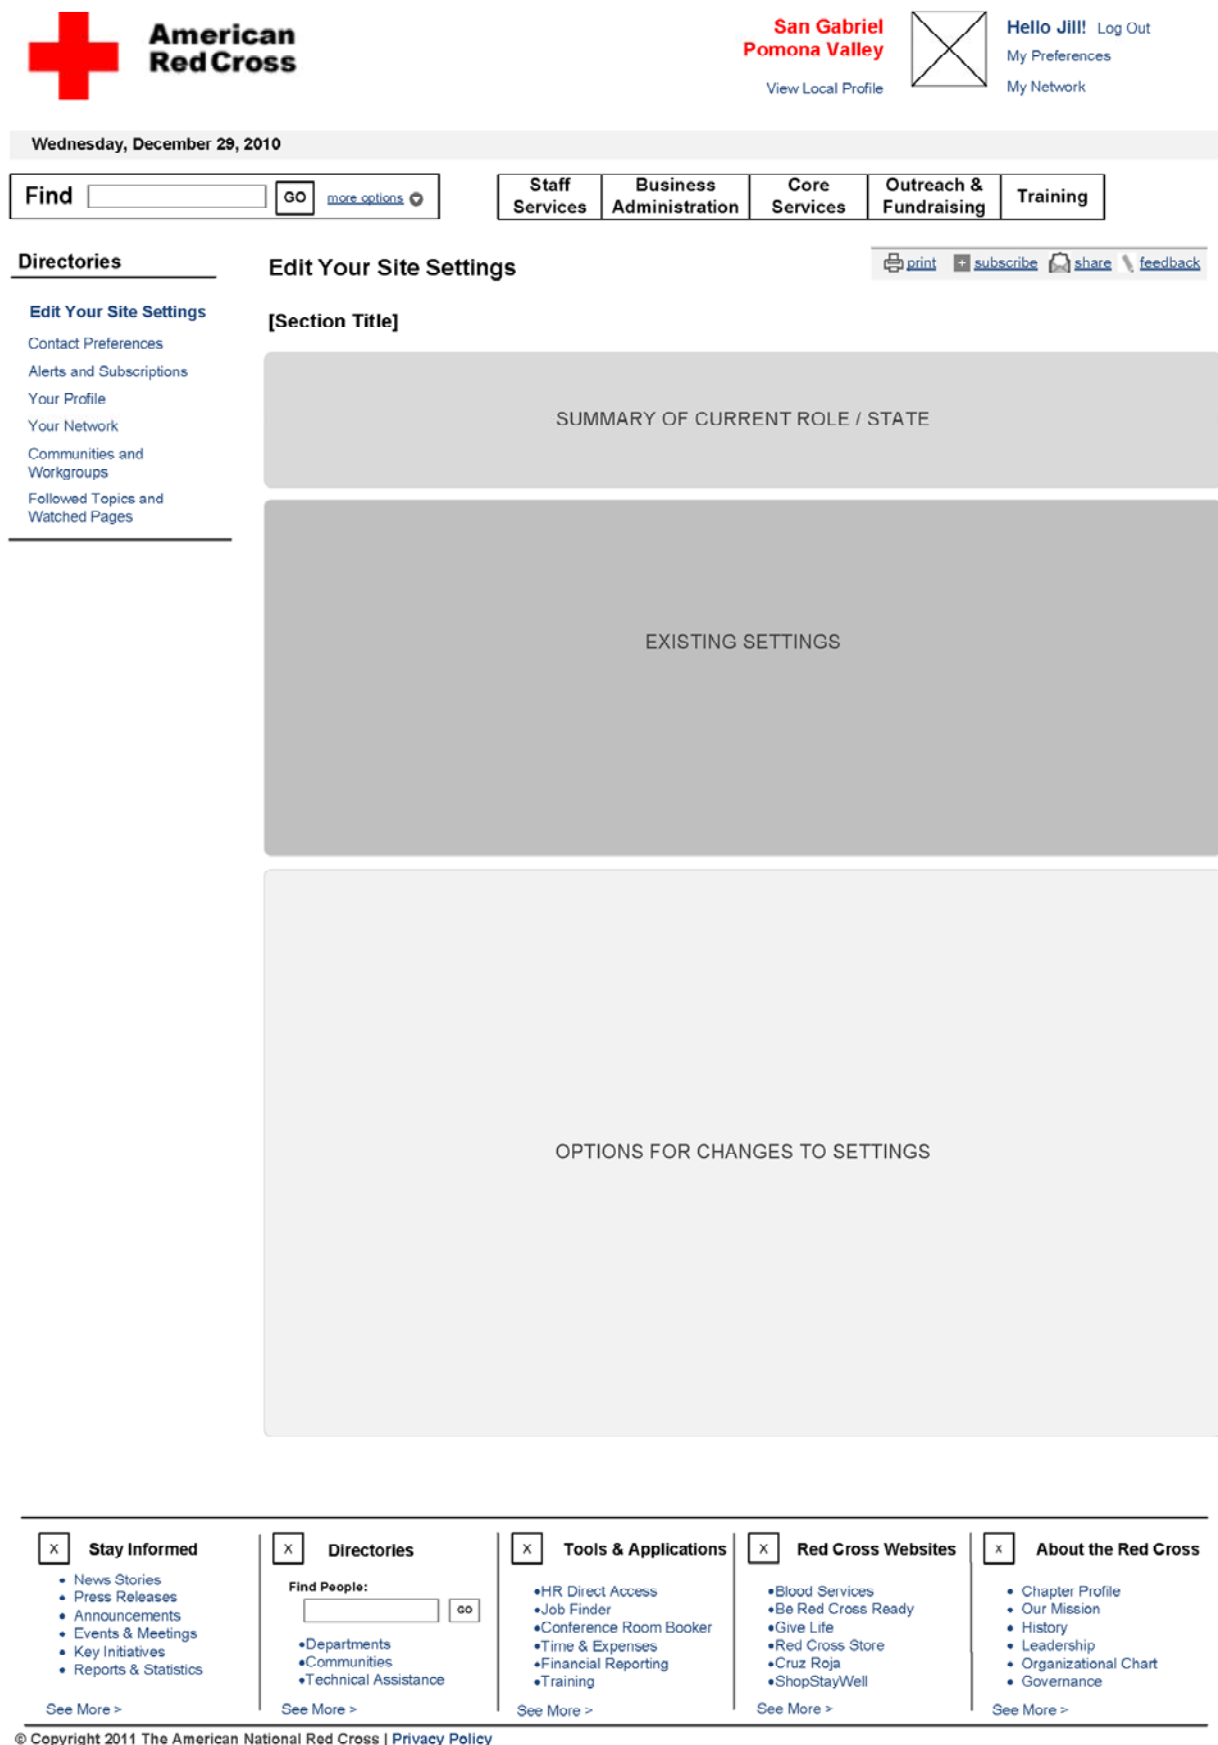 American
Red Cross
San Gabriel
Pomona Valley
View Local Profile
Hello Jill! Log Out
My Preferences
My Network
Wednesday, December 29, 2010
Find
GO
more options
Staff
Services
Business
Administration
Core
Services
Outreach &
Fundraising
Training
Directories
Edit Your Site Settings
Contact Preferences
Alerts and Subscriptions
Your Profile
Your Network
Communities and
Workgroups
Followed Topics and
Watched Pages
Edit Your Site Settings
print
subscribe
share
feedback
[Section Title]
SUMMARY OF CURRENT ROLE / STATE
EXISTING SETTINGS
OPTIONS FOR CHANGES TO SETTINGS
X Stay Informed
• News Stories
• Press Releases
• Announcements
• Events & Meetings
• Key Initiatives
• Reports & Statistics
See More >
X Directories
Find People:
GO
•Departments
•Communities
•Technical Assistance
See More >
X Tools & Applications
•HR Direct Access
•Job Finder
•Conference Room Booker
•Time & Expenses
•Financial Reporting
•Training
See More >
X Red Cross Websites
•Blood Services
•Be Red Cross Ready
•Give Life
•Red Cross Store
•Cruz Roja
•ShopStayWell
See More >
X About the Red Cross
• Chapter Profile
• Our Mission
• History
• Leadership
• Organizational Chart
• Governance
See More >
© Copyright 2011 The American National Red Cross | Privacy Policy